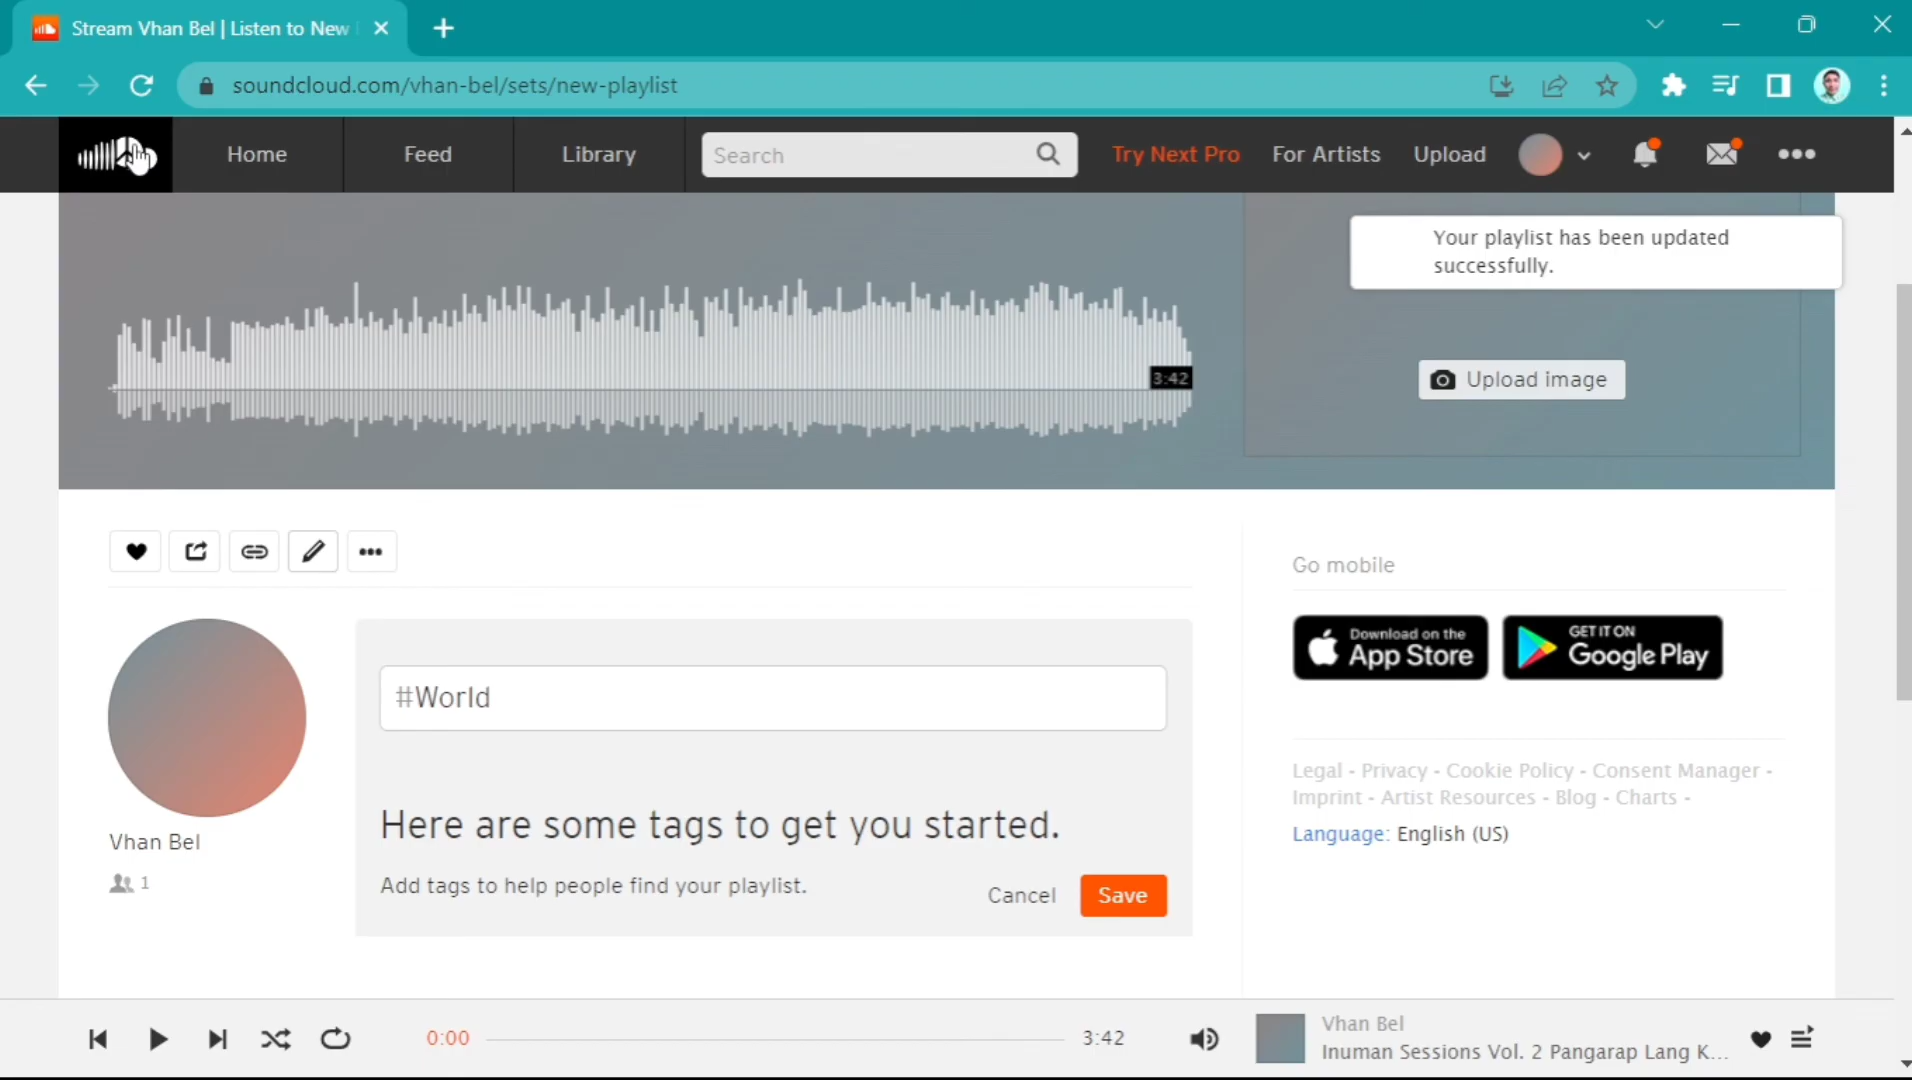 Stream Vhan Bel | Listen to New
soundcloud.com/vhan-bel/sets/new-playlist
Home
Feed
Library
Search
Try Next Pro
For Artists
Upload
Your playlist has been updated
successfully.
3:42
Upload image
Go mobile
Download on the
App Store
GET IT ON
Google Play
#World
Here are some tags to get you started.
Add tags to help people find your playlist.
Cancel
Save
Vhan Bel
1
Legal - Privacy - Cookie Policy - Consent Manager -
Imprint - Artist Resources - Blog - Charts -
Language: English (US)
0:00
3:42
Vhan Bel
Inuman Sessions Vol. 2 Pangarap Lang K...